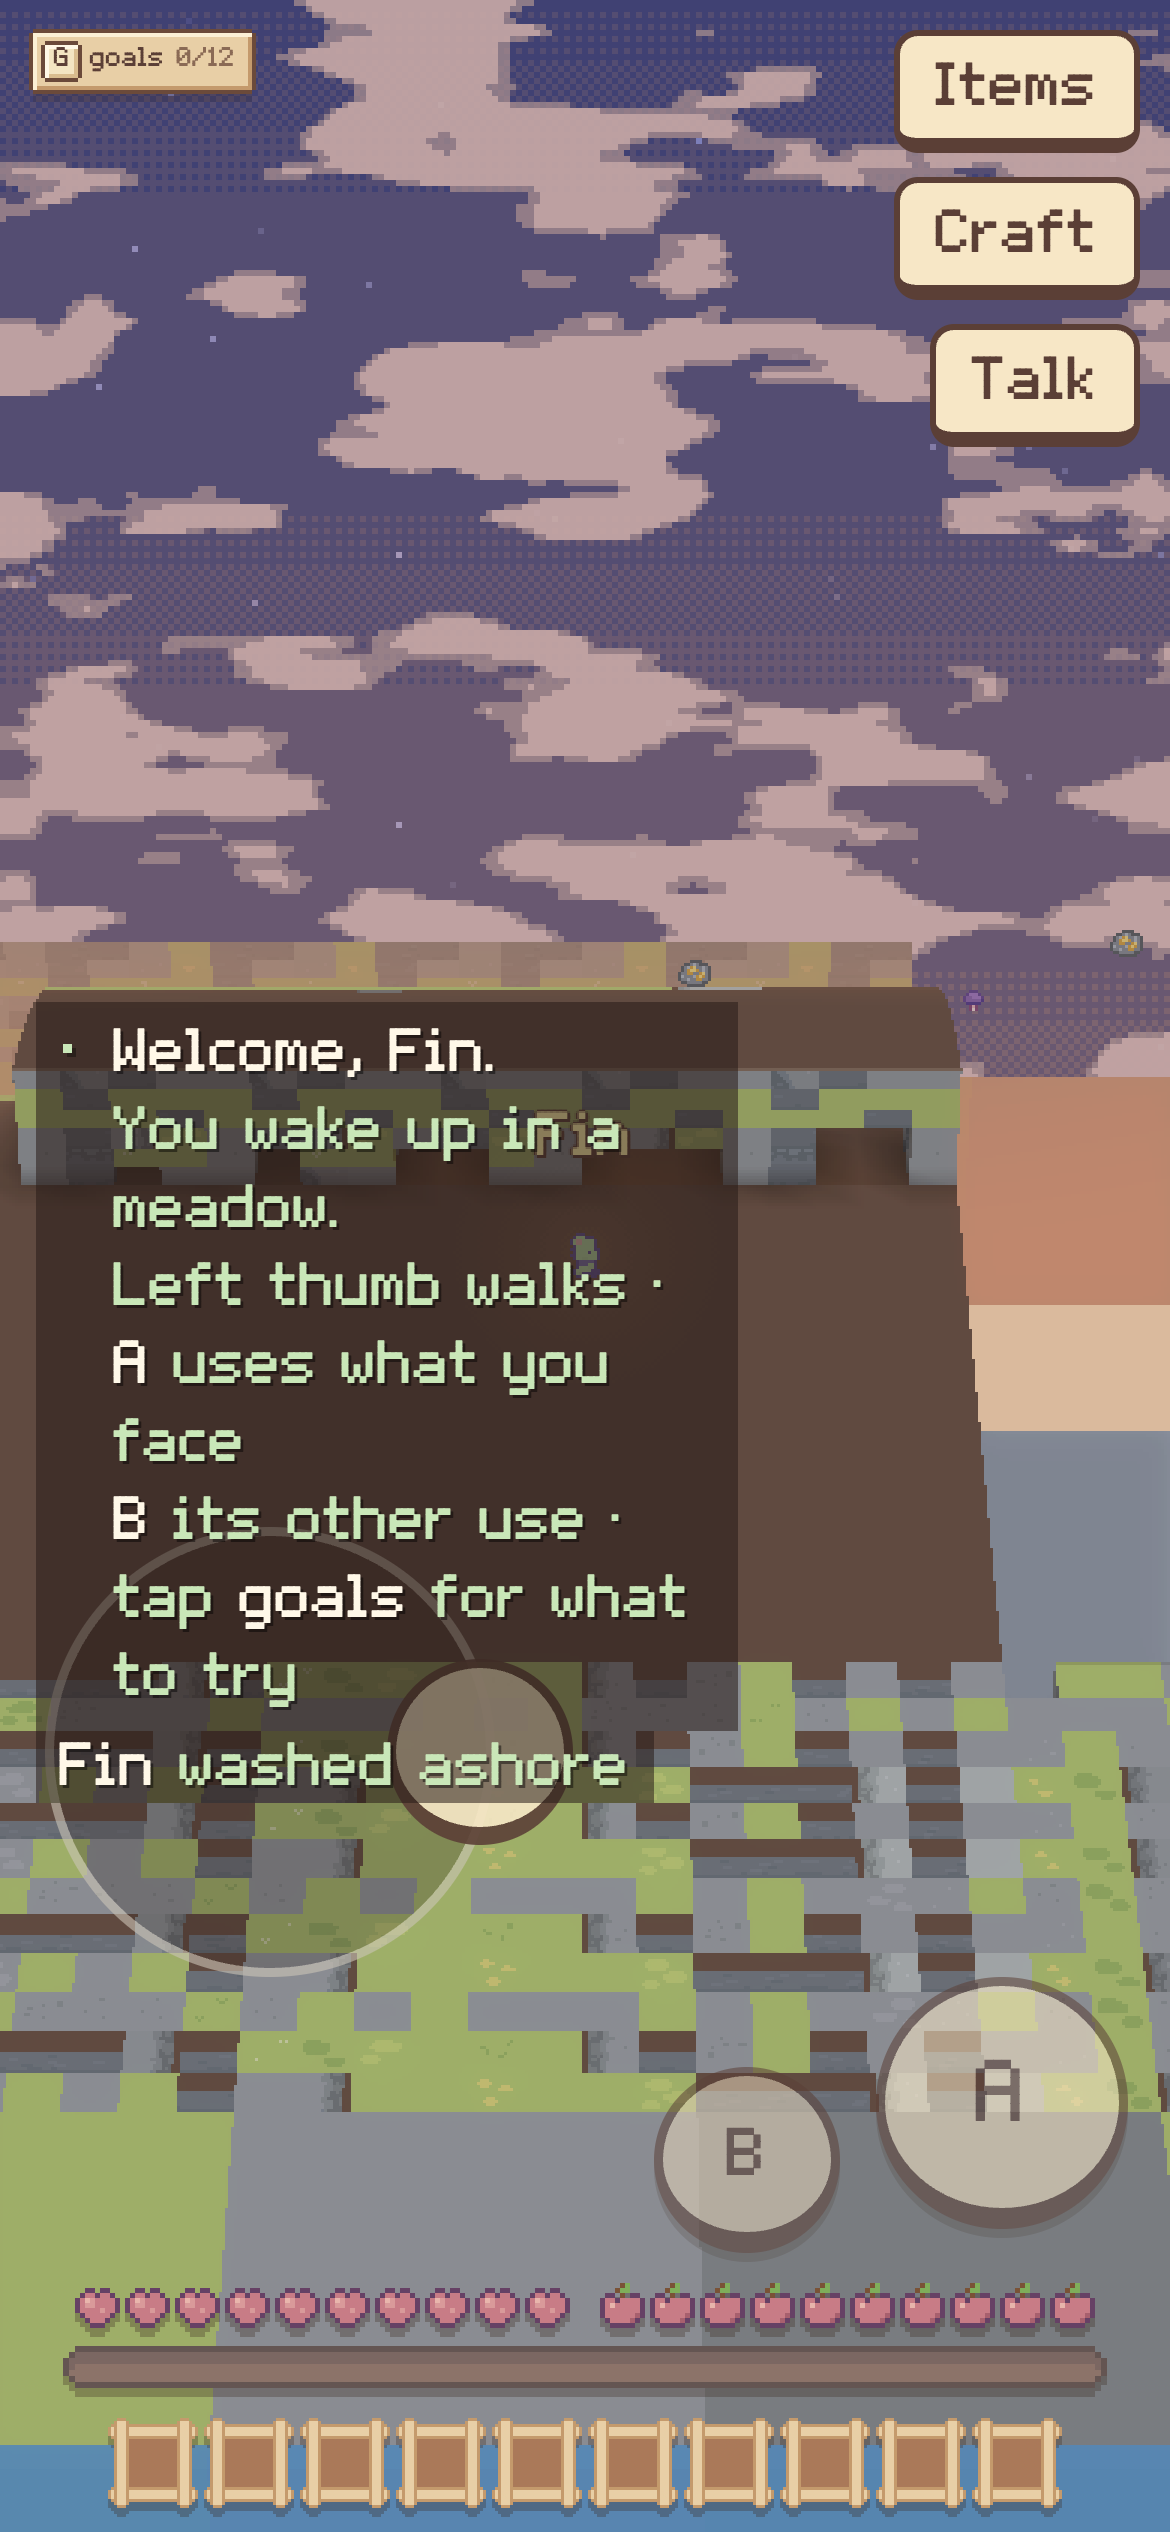 G goals 0/12
Items
Craft
Talk
· Welcome, Fin.
You wake up in a
meadow.
Left thumb walks ·
A uses what you
face
B its other use ·
tap goals for what
to try
Fin washed ashore
Fin
A
B